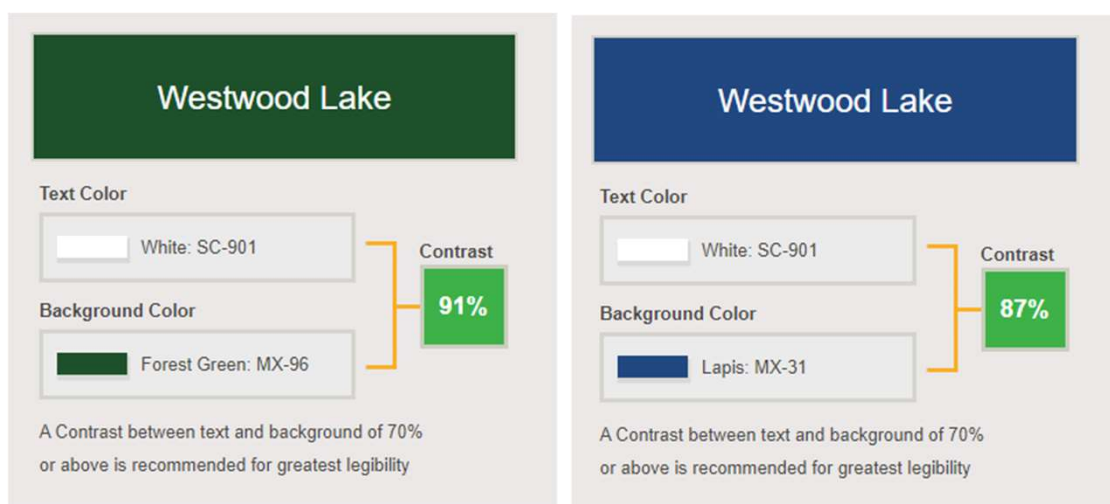 Westwood Lake
Text Color
White: SC-901
Contrast
91%
Background Color
Forest Green: MX-96
A Contrast between text and background of 70%
or above is recommended for greatest legibility
Westwood Lake
Text Color
White: SC-901
Contrast
87%
Background Color
Lapis: MX-31
A Contrast between text and background of 70%
or above is recommended for greatest legibility